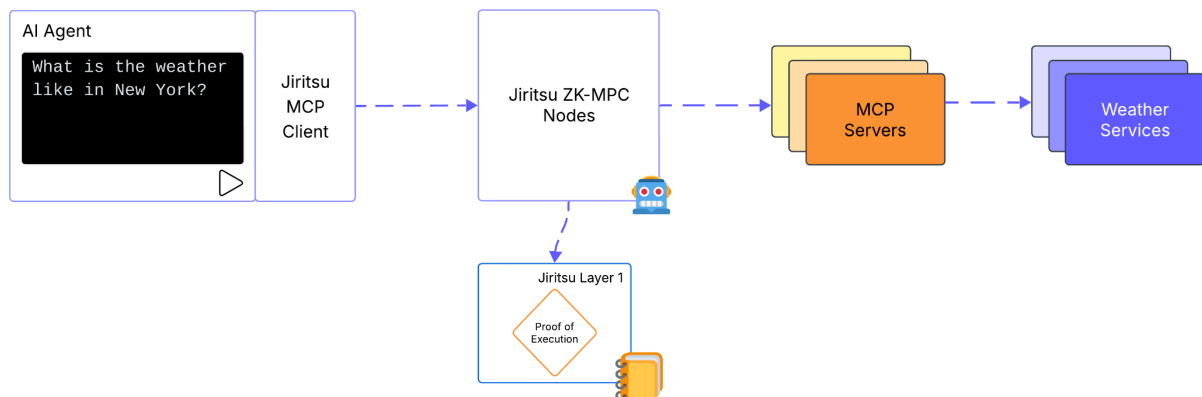 AI Agent
What is the weather
like in New York?
Jiritsu
MCP
Client
Jiritsu ZK-MPC
Nodes
MCP
Servers
Weather
Services
Jiritsu Layer 1
Proof of
Execution